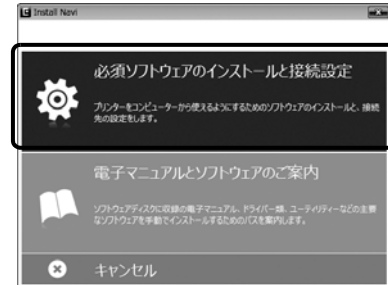 Install Navi
必須ソフトウェアのインストールと接続設定
プリンターをコンピューターから使えるようにするためのソフトウェアのインストールと、接続
先の設定をします。
電子マニュアルとソフトウェアのご案内
ソフトウェアディスクに収録の電子マニュアル、ドライバー類、ユーティリティーなどの主要
なソフトウェアを手動でインストールするためのパスを案内します。
キャンセル